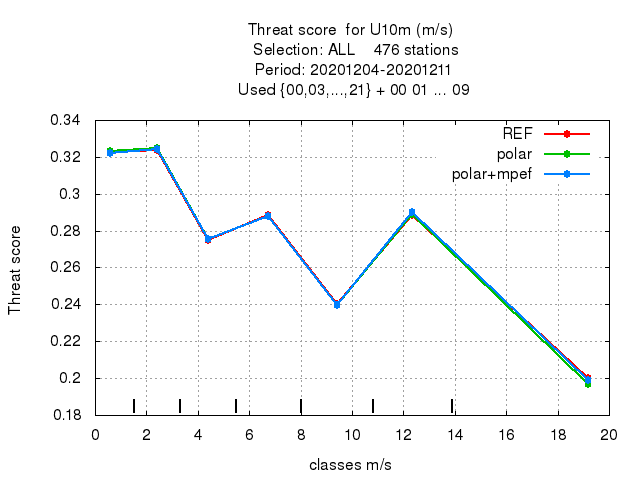 Threat score  for U10m (m/s)
Selection: ALL    476 stations
Period: 20201204-20201211
Used {00,03,...,21} + 00 01 ... 09
REF
polar
polar+mpef
Threat score
0.34
0.32
0.3
0.28
0.26
0.24
0.22
0.2
0.18
0 2 4 6 8 10 12 14 16 18 20
classes m/s